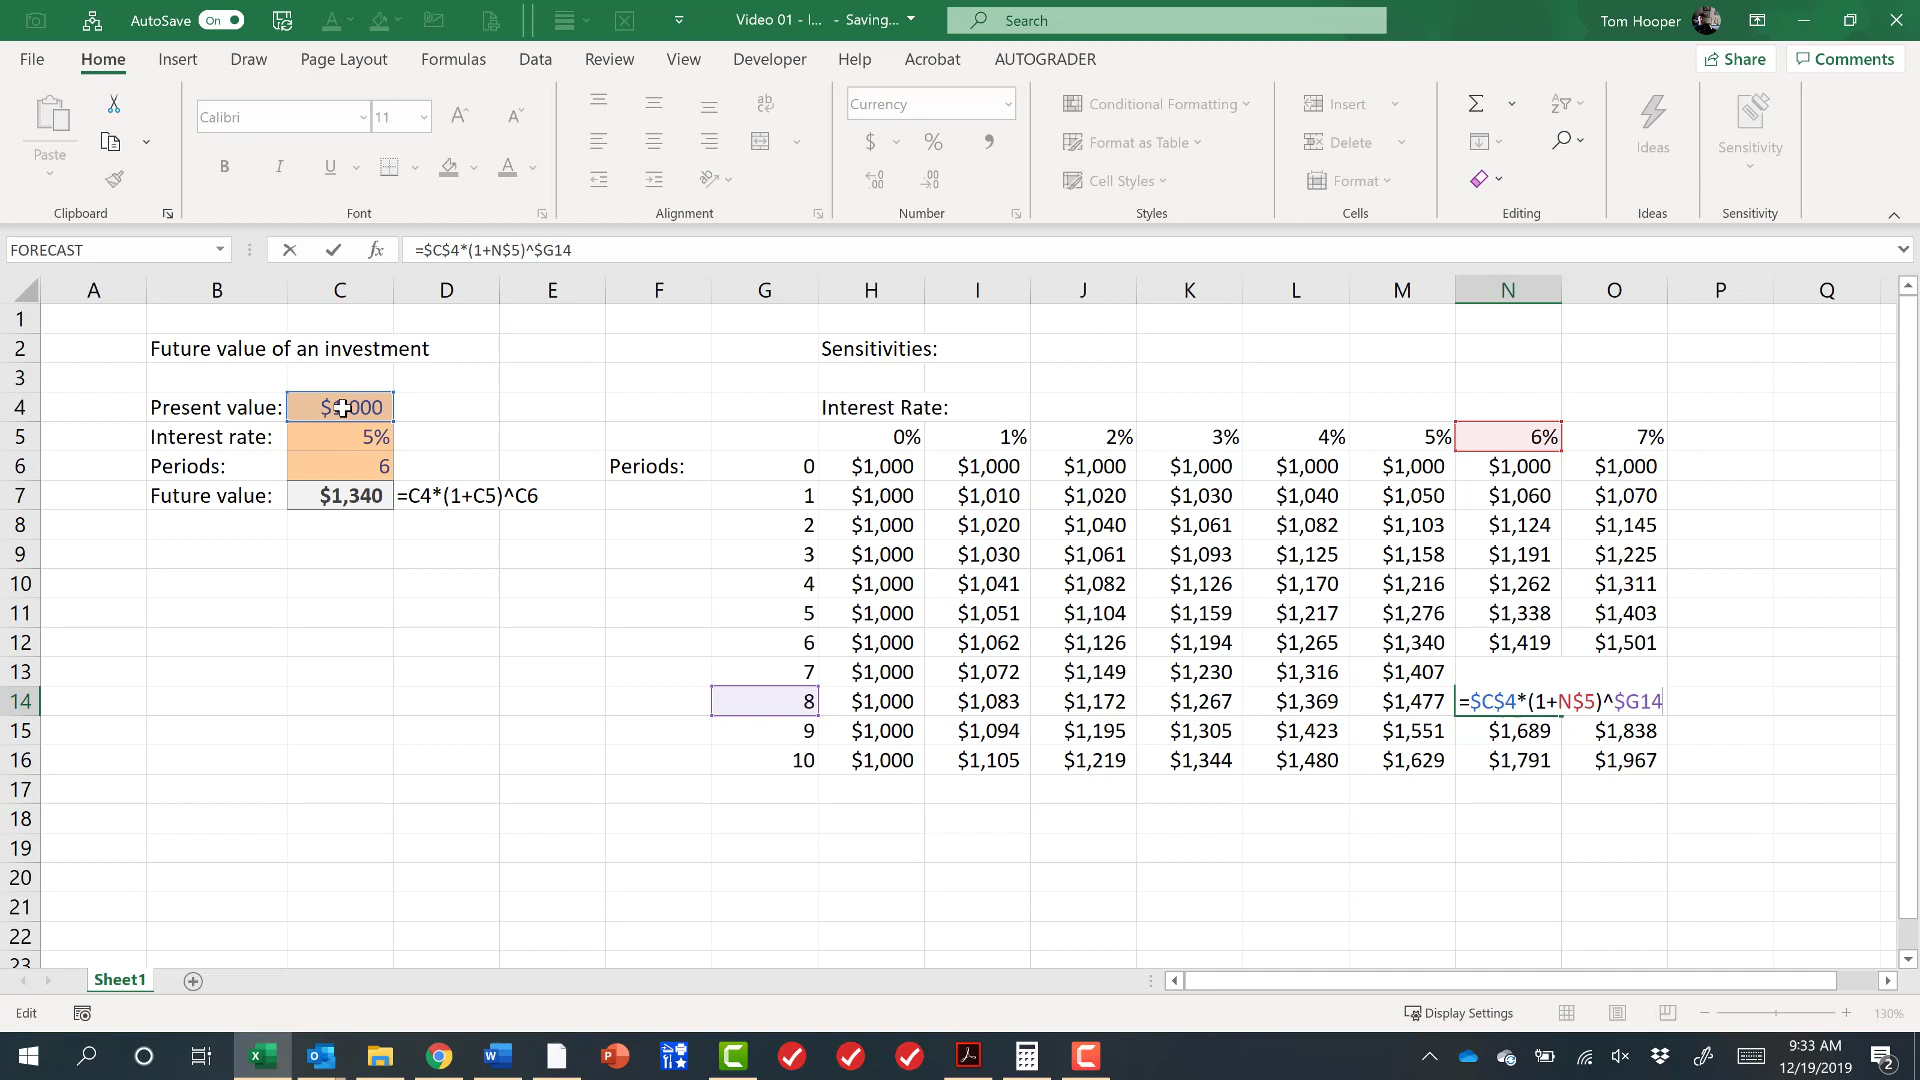 AutoSave On Video 01 - I... - Saving... Search Tom Hooper
File Home Insert Draw Page Layout Formulas Data Review View Developer Help Acrobat AUTOGRADER Share Comments
Paste Calibri 11 Currency Conditional Formatting Insert Ideas Sensitivity
B I U $ % Format as Table Delete
Cell Styles Format
Clipboard Font Alignment Number Styles Cells Editing Ideas Sensitivity
FORECAST fx =$C$4*(1+N$5)^$G14
A B C D E F G H I J K L M N O P Q
1
2 Future value of an investment Sensitivities:
3
4 Present value: Interest Rate:
5 Interest rate: 5% 0% 1% 2% 3% 4% 5% 6% 7%
6 Periods: 6 Periods: 0 $1,000 $1,000 $1,000 $1,000 $1,000 $1,000 $1,000 $1,000
7 Future value: $1,340 =C4*(1+C5)^C6 1 $1,000 $1,010 $1,020 $1,030 $1,040 $1,050 $1,060 $1,070
8 2 $1,000 $1,020 $1,040 $1,061 $1,082 $1,103 $1,124 $1,145
9 3 $1,000 $1,030 $1,061 $1,093 $1,125 $1,158 $1,191 $1,225
10 4 $1,000 $1,041 $1,082 $1,126 $1,170 $1,216 $1,262 $1,311
11 5 $1,000 $1,051 $1,104 $1,159 $1,217 $1,276 $1,338 $1,403
12 6 $1,000 $1,062 $1,126 $1,194 $1,265 $1,340 $1,419 $1,501
13 7 $1,000 $1,072 $1,149 $1,230 $1,316 $1,407
14 8 $1,000 $1,083 $1,172 $1,267 $1,369 $1,477 =$C$4*(1+N$5)^$G14
15 9 $1,000 $1,094 $1,195 $1,305 $1,423 $1,551 $1,689 $1,838
16 10 $1,000 $1,105 $1,219 $1,344 $1,480 $1,629 $1,791 $1,967
17
18
19
20
21
22
23
Sheet1
Edit Display Settings 130%
9:33 AM
12/19/2019 2